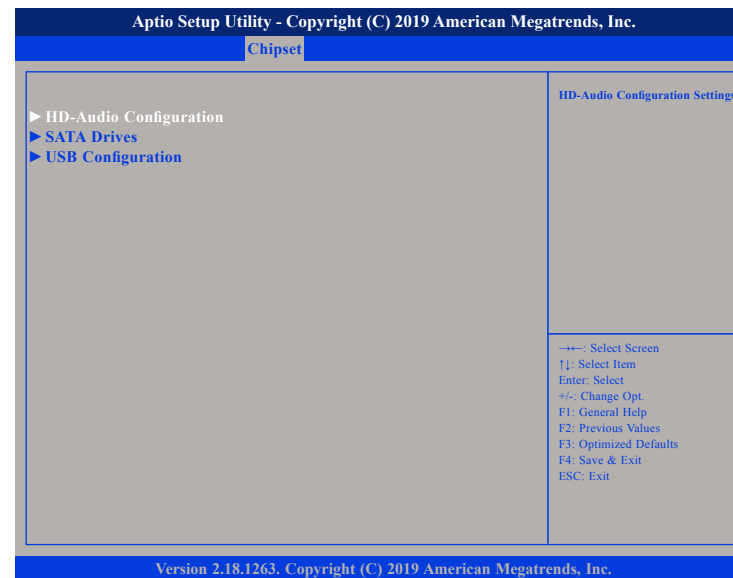 Aptio Setup Utility - Copyright (C) 2019 American Megatrends, Inc.
Chipset
► HD-Audio Configuration
► SATA Drives
► USB Configuration
HD-Audio Configuration Settings
→←: Select Screen
↑↓: Select Item
Enter: Select
+/-: Change Opt.
F1: General Help
F2: Previous Values
F3: Optimized Defaults
F4: Save & Exit
ESC: Exit
Version 2.18.1263. Copyright (C) 2019 American Megatrends, Inc.